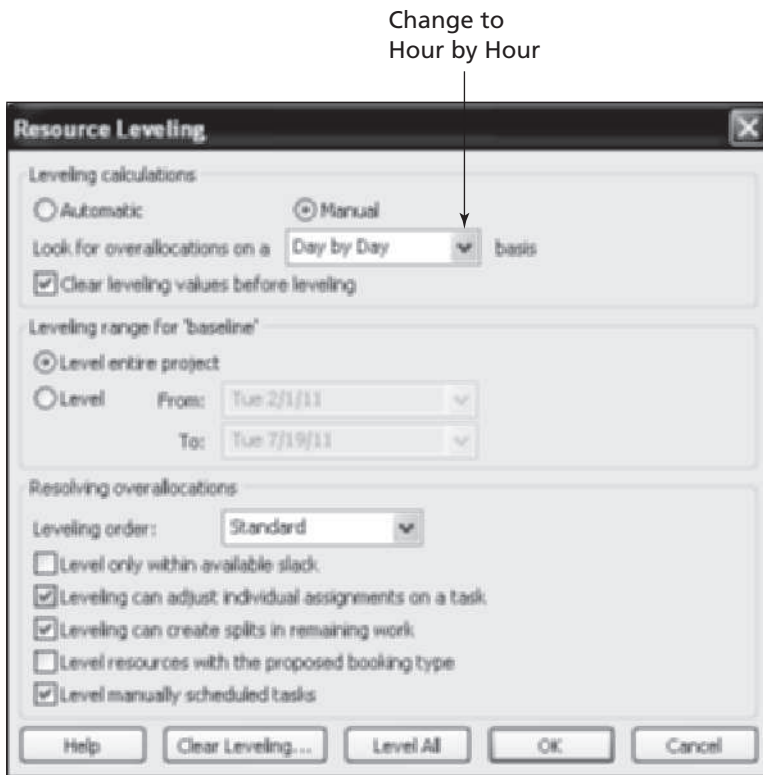 Change to
Hour by Hour
Resource Leveling
Leveling calculations
Automatic Manual
Look for overallocations on a Day by Day basis
Clear leveling values before leveling
Leveling range for 'baseline'
Level entire project
Level From: Tue 2/1/11
To: Tue 7/19/11
Resolving overallocations
Leveling order: Standard
Level only within available slack
Leveling can adjust individual assignments on a task
Leveling can create splits in remaining work
Level resources with the proposed booking type
Level manually scheduled tasks
Help Clear Leveling... Level All OK Cancel